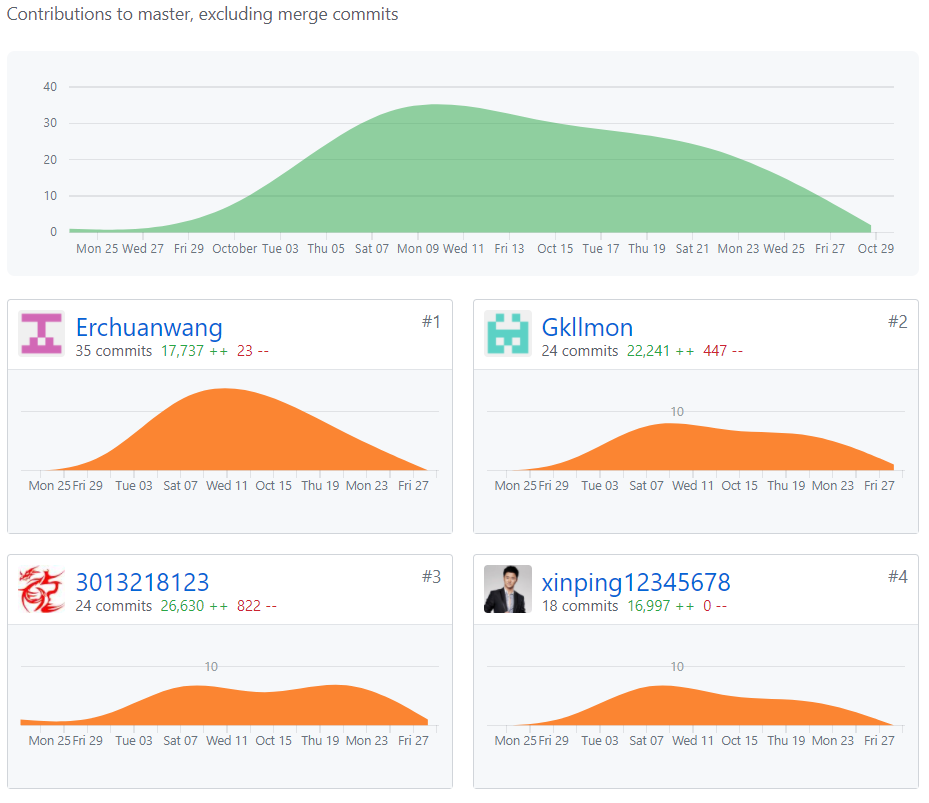 Contributions to master, excluding merge commits
40
30
20
10
0
Mon 25 Wed 27 Fri 29 October Tue 03 Thu 05 Sat 07 Mon 09 Wed 11 Fri 13 Oct 15 Tue 17 Thu 19 Sat 21 Mon 23 Wed 25 Fri 27 Oct 29
Erchuanwang #1
35 commits 17,737 ++ 23 --
Mon 25 Fri 29 Tue 03 Sat 07 Wed 11 Oct 15 Thu 19 Mon 23 Fri 27
Gkllmon #2
24 commits 22,241 ++ 447 --
10
Mon 25 Fri 29 Tue 03 Sat 07 Wed 11 Oct 15 Thu 19 Mon 23 Fri 27
3013218123 #3
24 commits 26,630 ++ 822 --
10
Mon 25 Fri 29 Tue 03 Sat 07 Wed 11 Oct 15 Thu 19 Mon 23 Fri 27
xinping12345678 #4
18 commits 16,997 ++ 0 --
10
Mon 25 Fri 29 Tue 03 Sat 07 Wed 11 Oct 15 Thu 19 Mon 23 Fri 27